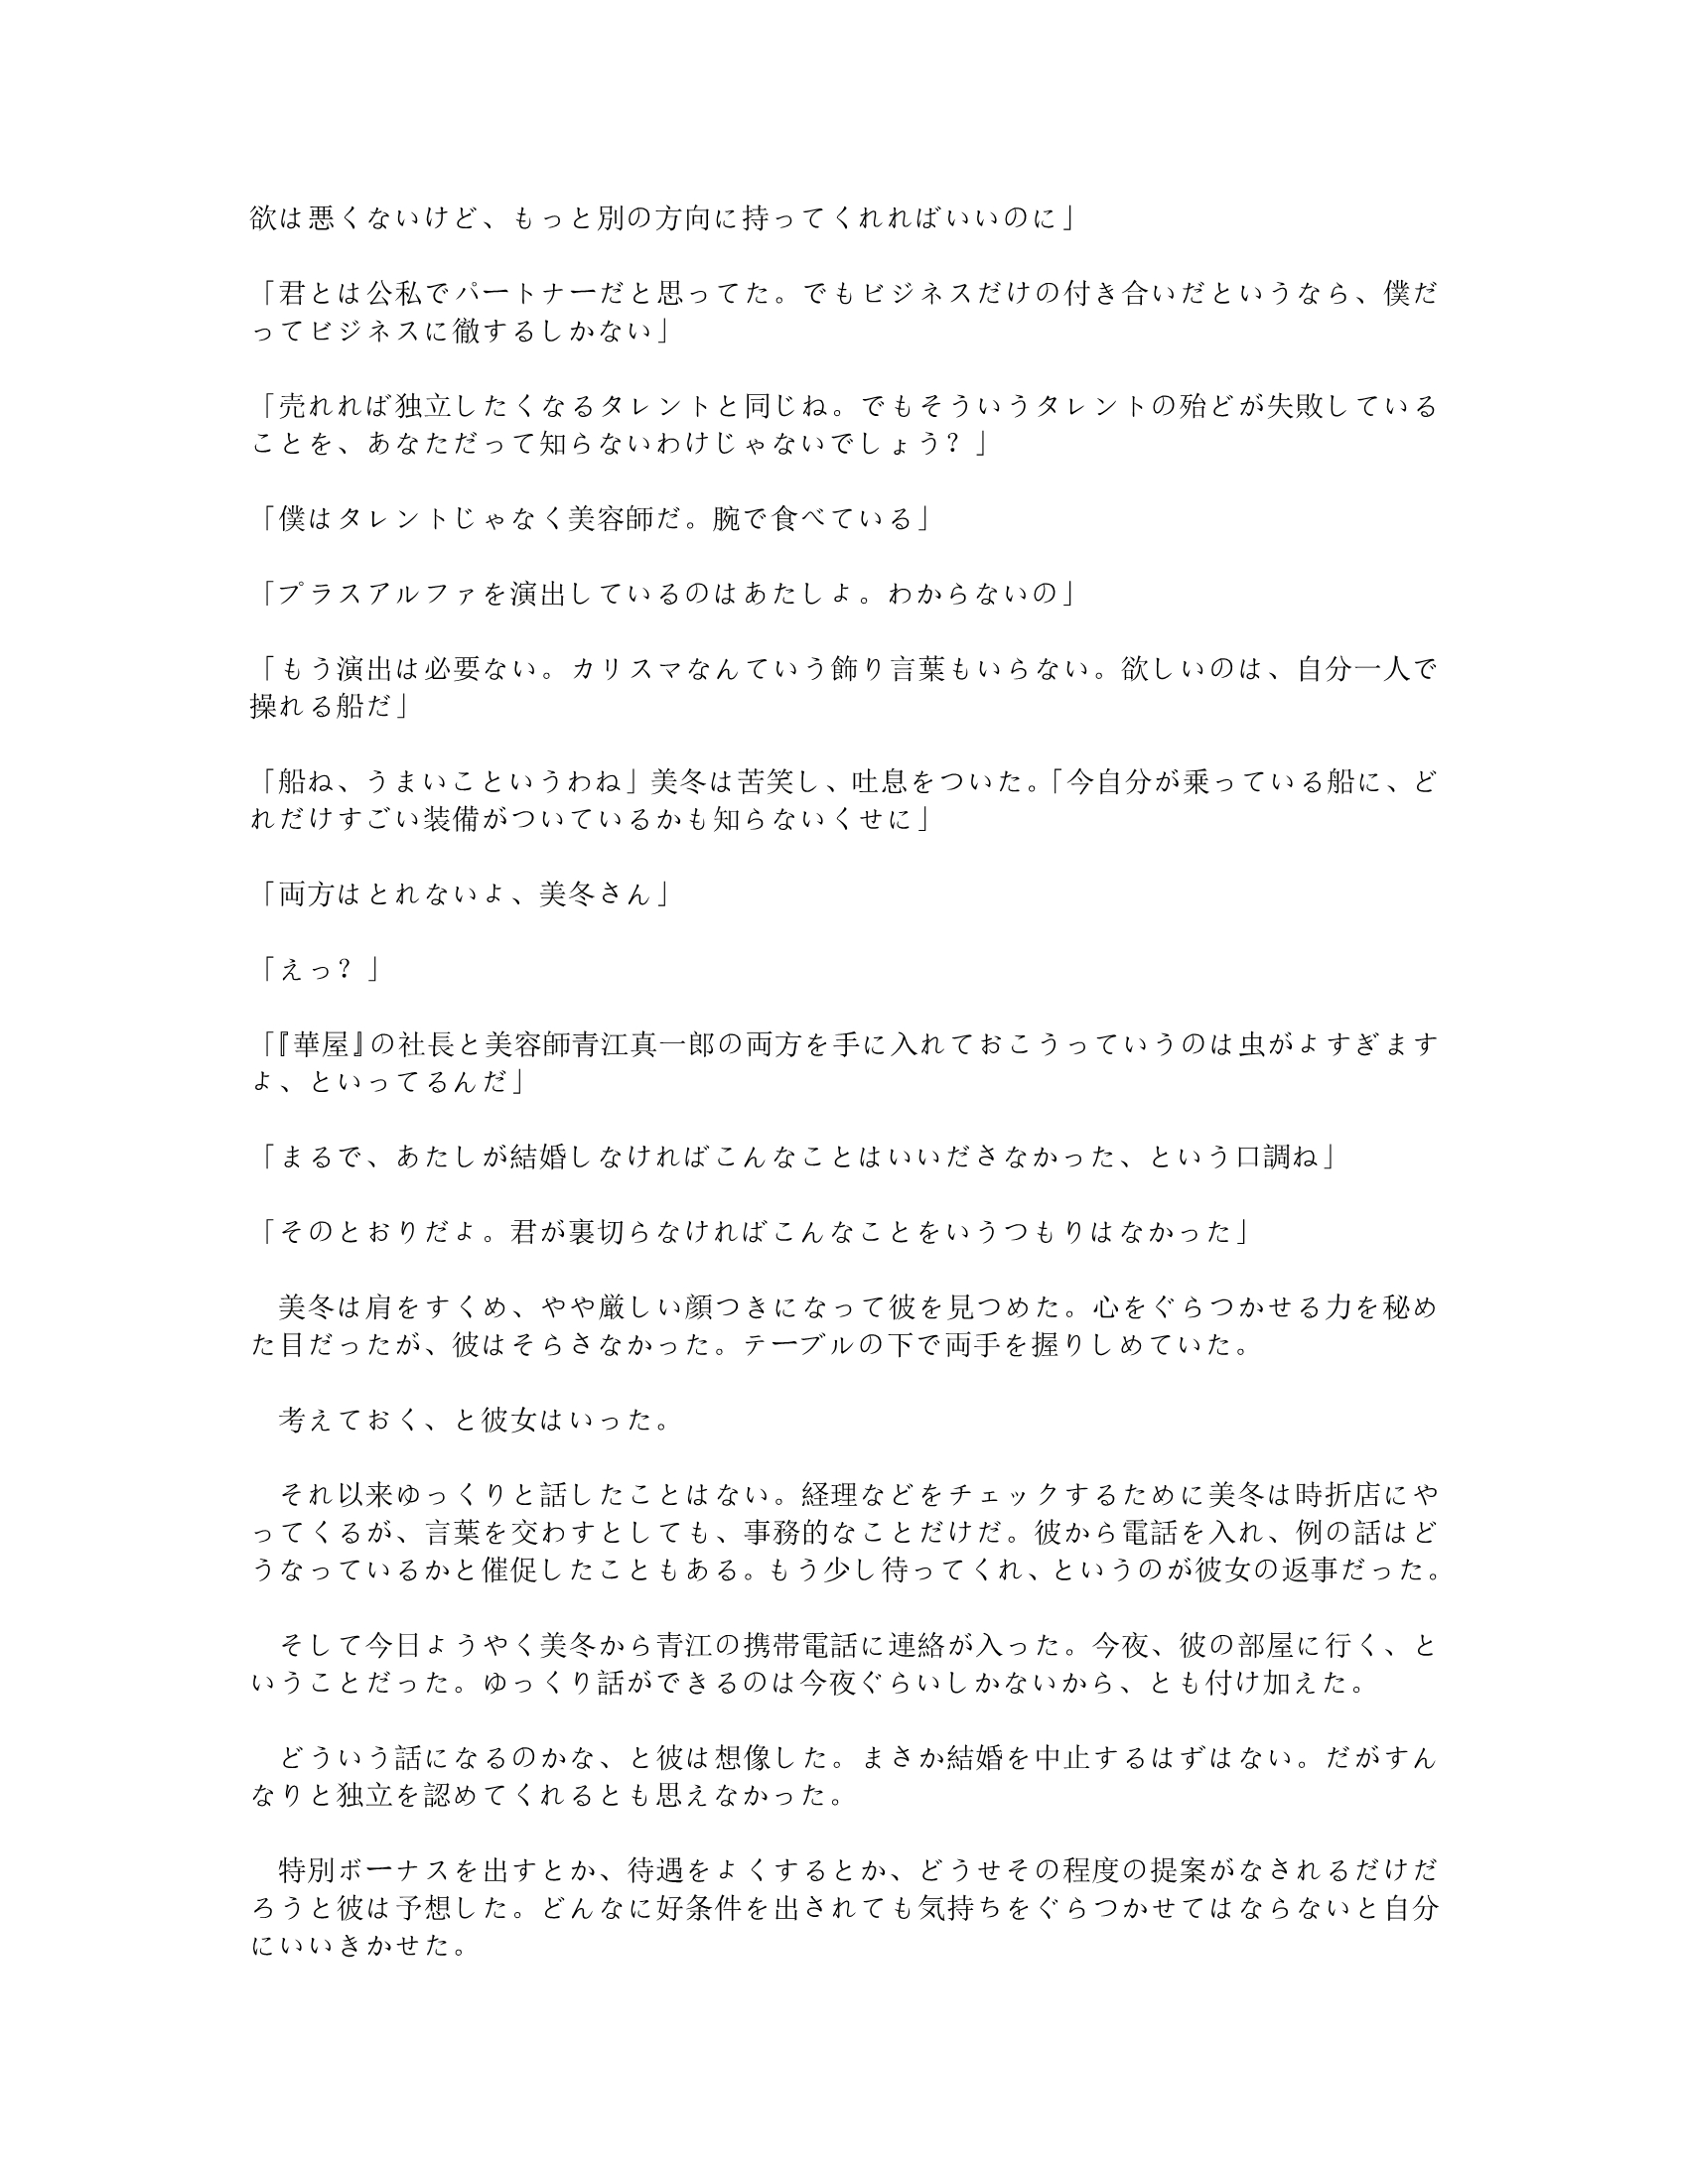 欲は悪くないけど、もっと別の方向に持ってくれればいいのに」
「君とは公私でパートナーだと思ってた。でもビジネスだけの付き合いだというなら、僕だ
ってビジネスに徹するしかない」
「売れれば独立したくなるタレントと同じね。でもそういうタレントの殆どが失敗している
ことを、あなただって知らないわけじゃないでしょう？」
「僕はタレントじゃなく美容師だ。腕で食べている」
「プラスアルファを演出しているのはあたしよ。わからないの」
「もう演出は必要ない。カリスマなんていう飾り言葉もいらない。欲しいのは、自分一人で
操れる船だ」
「船ね、うまいこというわね」美冬は苦笑し、吐息をついた。「今自分が乗っている船に、ど
れだけすごい装備がついているかも知らないくせに」
「両方はとれないよ、美冬さん」
「えっ？」
「『華屋』の社長と美容師青江真一郎の両方を手に入れておこうっていうのは虫がよすぎます
よ、といってるんだ」
「まるで、あたしが結婚しなければこんなことはいいださなかった、という口調ね」
「そのとおりだよ。君が裏切らなければこんなことをいうつもりはなかった」
　美冬は肩をすくめ、やや厳しい顔つきになって彼を見つめた。心をぐらつかせる力を秘め
た目だったが、彼はそらさなかった。テーブルの下で両手を握りしめていた。
　考えておく、と彼女はいった。
　それ以来ゆっくりと話したことはない。経理などをチェックするために美冬は時折店にや
ってくるが、言葉を交わすとしても、事務的なことだけだ。彼から電話を入れ、例の話はど
うなっているかと催促したこともある。もう少し待ってくれ、というのが彼女の返事だった。
　そして今日ようやく美冬から青江の携帯電話に連絡が入った。今夜、彼の部屋に行く、と
いうことだった。ゆっくり話ができるのは今夜ぐらいしかないから、とも付け加えた。
　どういう話になるのかな、と彼は想像した。まさか結婚を中止するはずはない。だがすん
なりと独立を認めてくれるとも思えなかった。
　特別ボーナスを出すとか、待遇をよくするとか、どうせその程度の提案がなされるだけだ
ろうと彼は予想した。どんなに好条件を出されても気持ちをぐらつかせてはならないと自分
にいいきかせた。